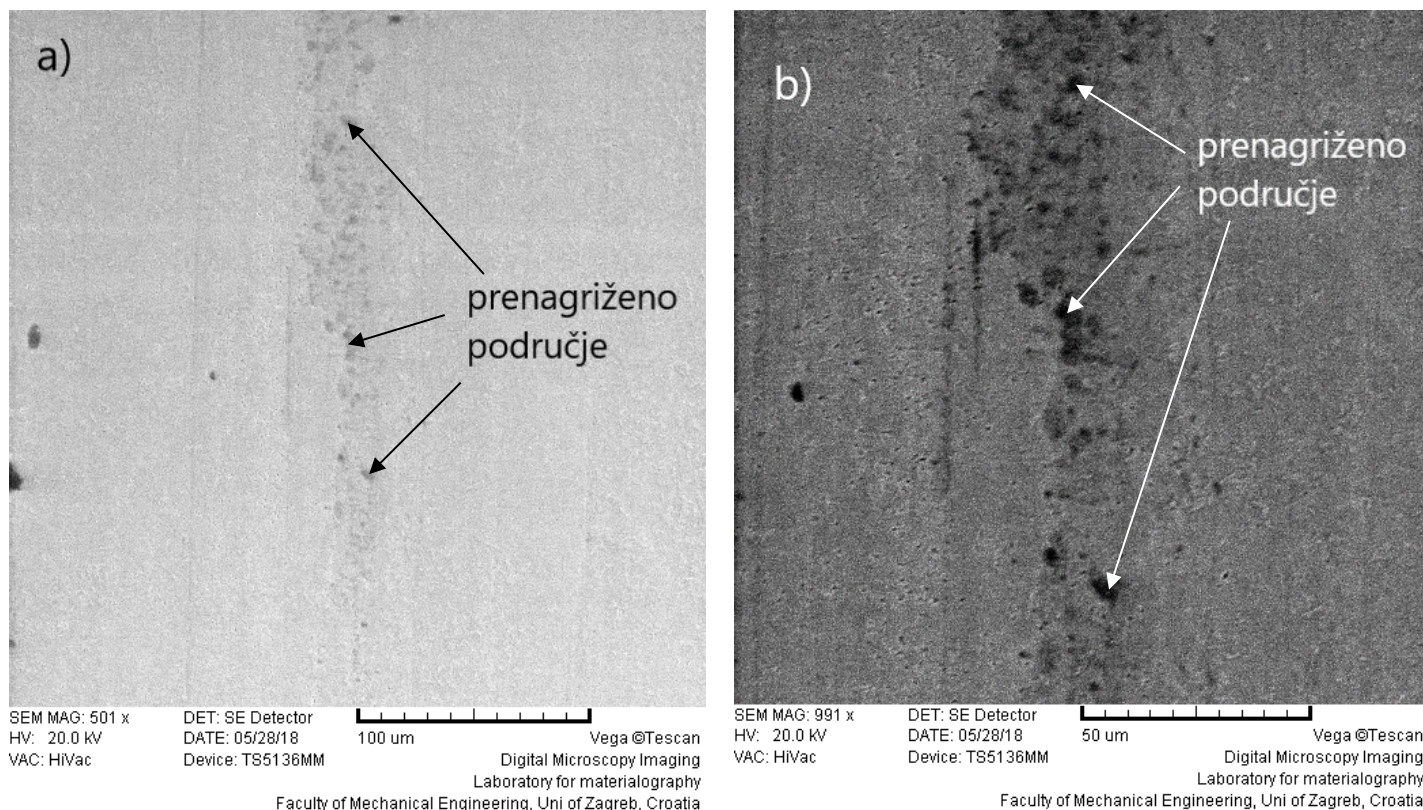 a)
prenagriženo
područje
SEM MAG: 501 x DET: SE Detector
HV: 20.0 kV DATE: 05/28/18 100 um Vega ©Tescan
VAC: HiVac Device: TS5136MM Digital Microscopy Imaging
Laboratory for materialography
Faculty of Mechanical Engineering, Uni of Zagreb, Croatia
b)
prenagriženo
područje
SEM MAG: 991 x DET: SE Detector
HV: 20.0 kV DATE: 05/28/18 50 um Vega ©Tescan
VAC: HiVac Device: TS5136MM Digital Microscopy Imaging
Laboratory for materialography
Faculty of Mechanical Engineering, Uni of Zagreb, Croatia